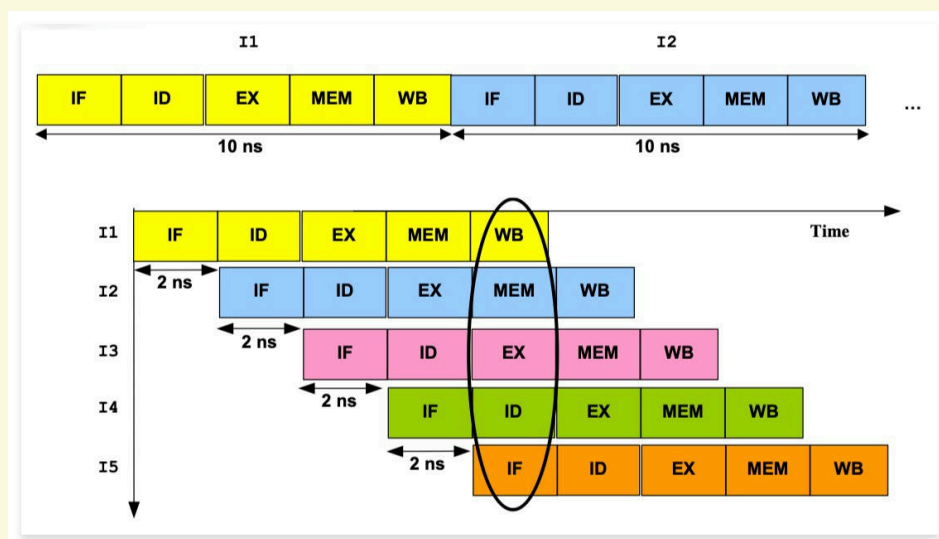 I1 I2
IF ID EX MEM WB IF ID EX MEM WB ...
10 ns 10 ns
I1 IF ID EX MEM WB Time
2 ns
I2 IF ID EX MEM WB
2 ns
I3 IF ID EX MEM WB
2 ns
I4 IF ID EX MEM WB
2 ns
I5 IF ID EX MEM WB